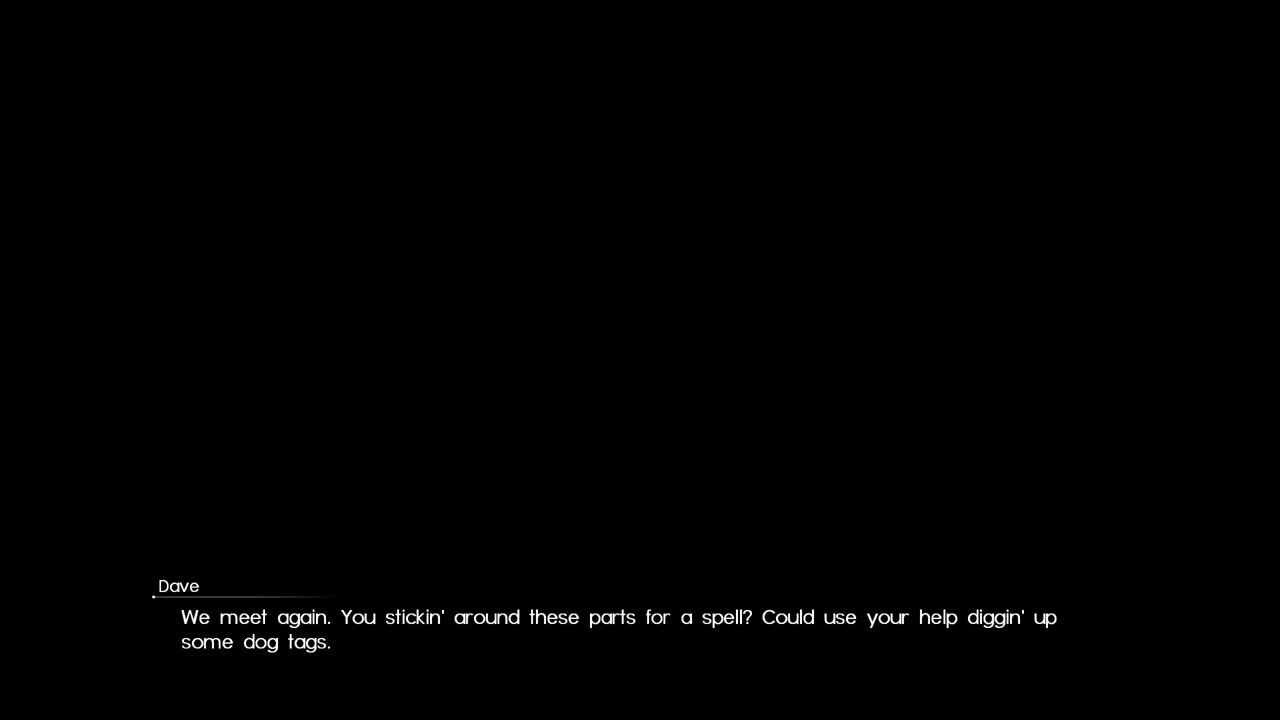 Dave
We meet again. You stickin' around these parts for a spell? Could use your help diggin' up
some dog tags.